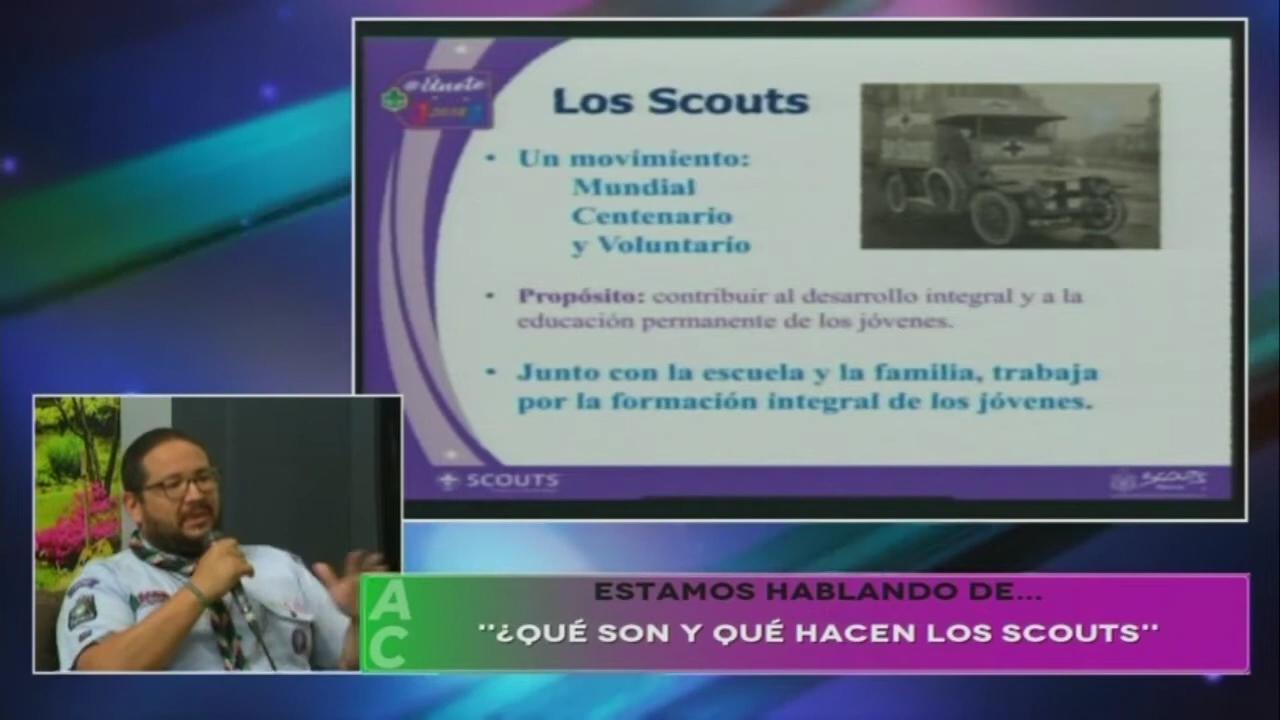 @Únete
2018
Los Scouts
• Un movimiento:
Mundial
Centenario
y Voluntario
• Propósito: contribuir al desarrollo integral y a la
educación permanente de los jóvenes.
• Junto con la escuela y la familia, trabaja
por la formación integral de los jóvenes.
SCOUTS
SCOUTS
AC
ESTAMOS HABLANDO DE...
"¿QUÉ SON Y QUÉ HACEN LOS SCOUTS"